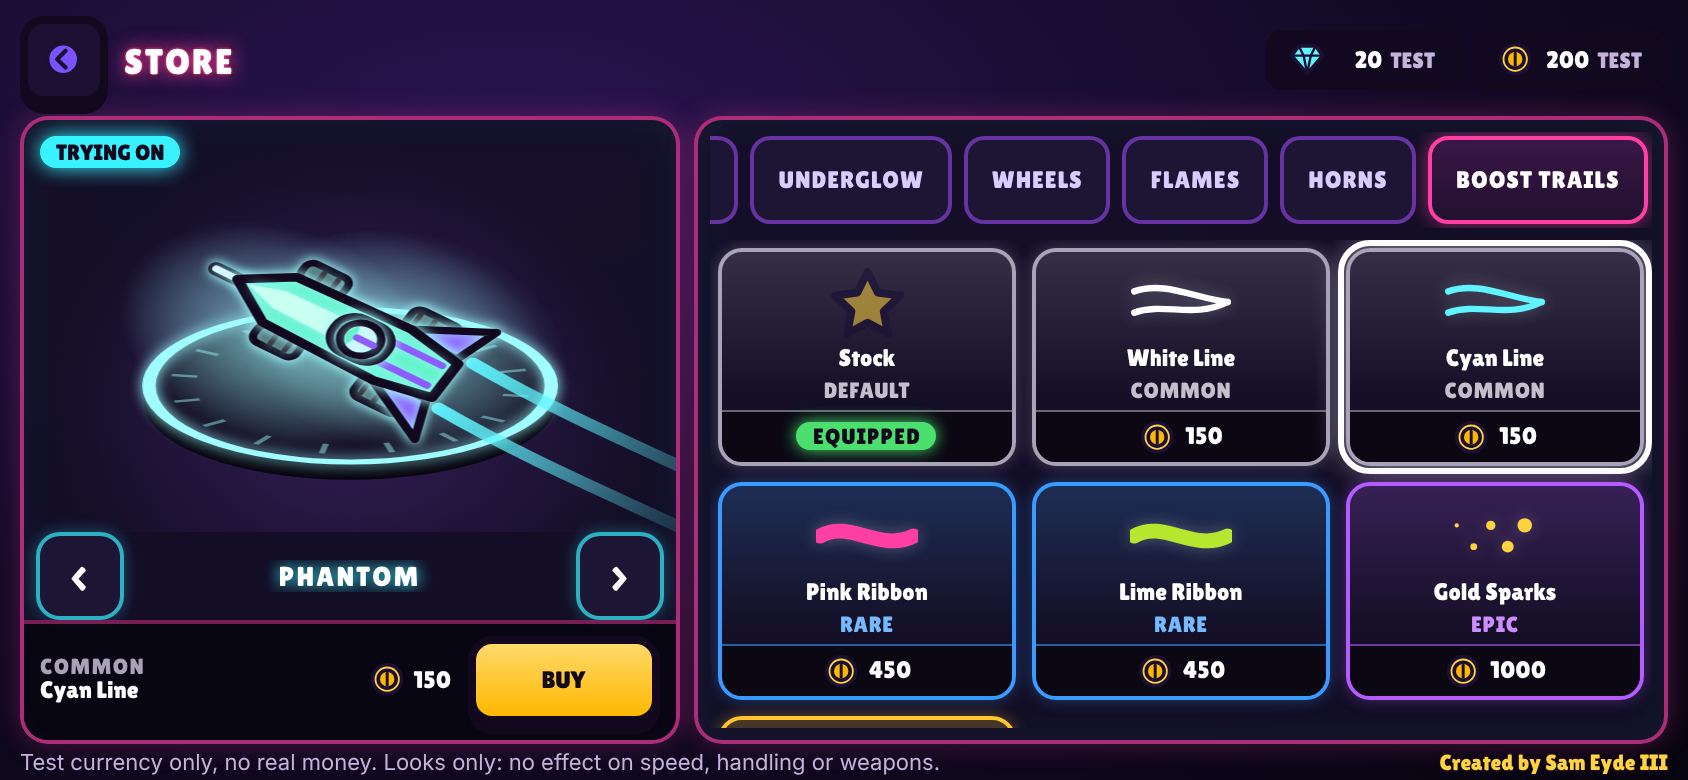 STORE
20 TEST
200 TEST
TRYING ON
PHANTOM
COMMON
Cyan Line
150
BUY
UNDERGLOW
WHEELS
FLAMES
HORNS
BOOST TRAILS
Stock
DEFAULT
EQUIPPED
White Line
COMMON
150
Cyan Line
COMMON
150
Pink Ribbon
RARE
450
Lime Ribbon
RARE
450
Gold Sparks
EPIC
1000
Test currency only, no real money. Looks only: no effect on speed, handling or weapons.
Created by Sam Eyde III